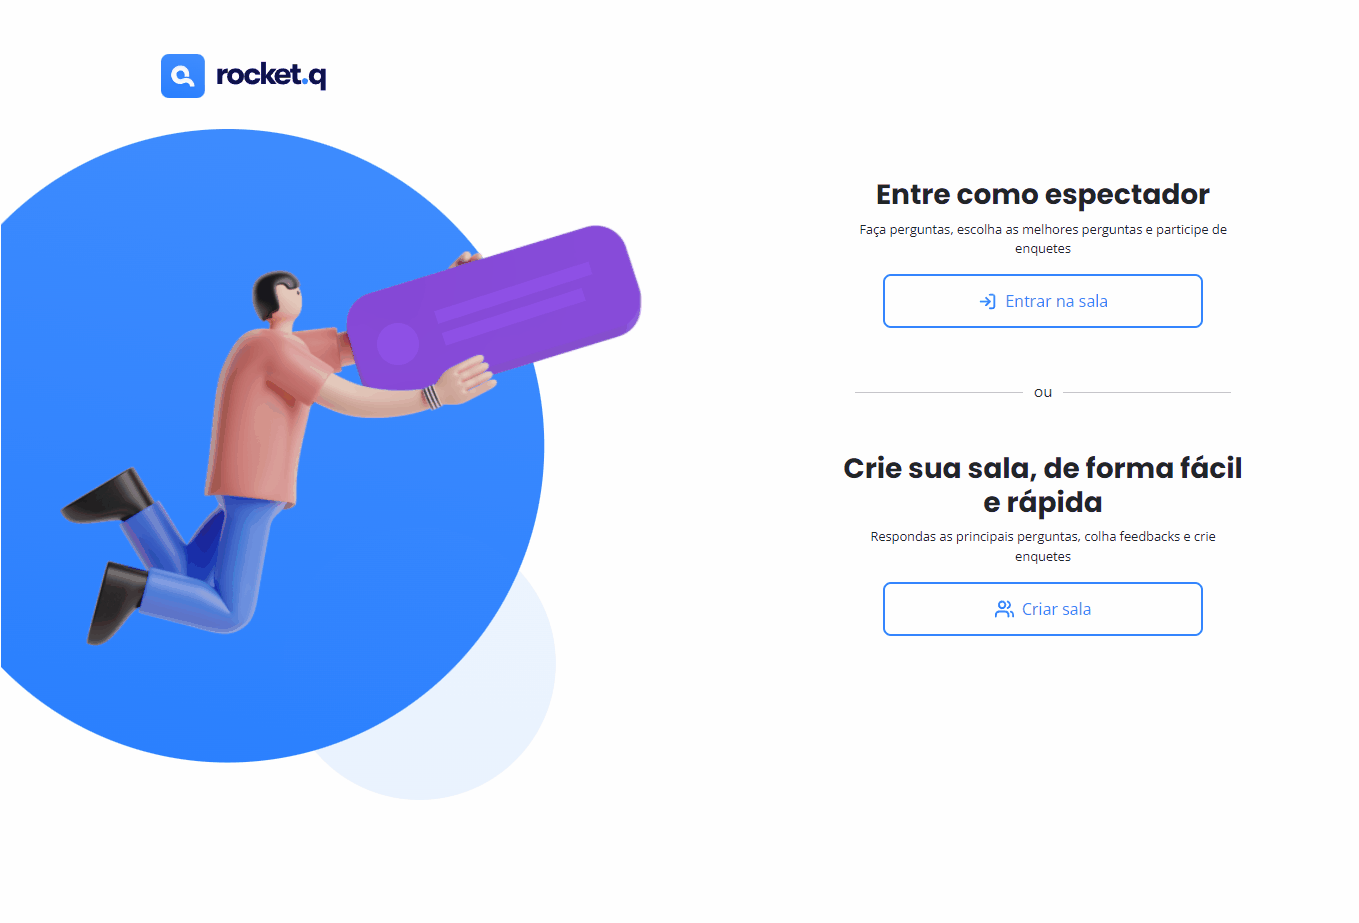 rocket.q
Entre como espectador
Faça perguntas, escolha as melhores perguntas e participe de
enquetes
Entrar na sala
ou
Crie sua sala, de forma fácil
e rápida
Respondas as principais perguntas, colha feedbacks e crie
enquetes
Criar sala